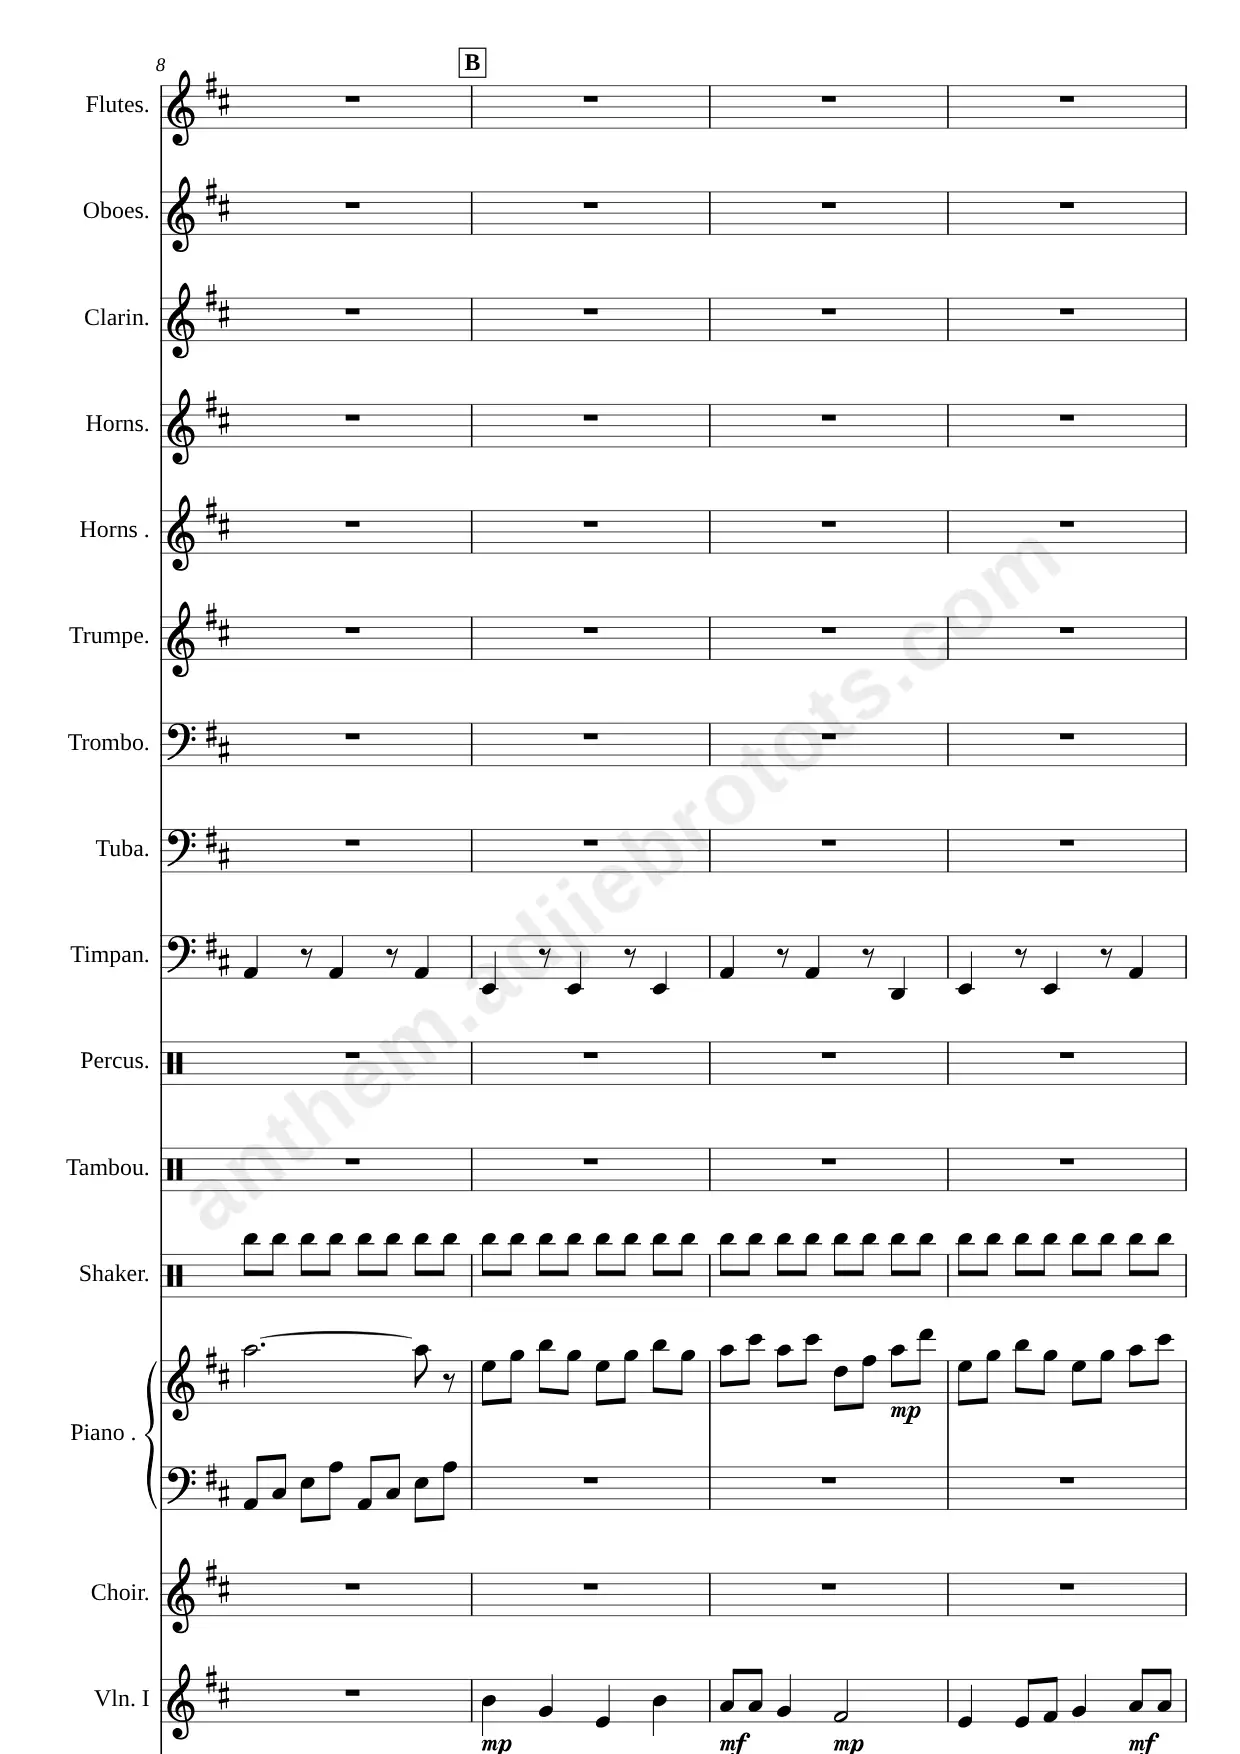 8
B
Flutes.
Oboes.
Clarin.
Horns.
Horns .
Trumpe.
Trombo.
Tuba.
Timpan.
Percus.
Tambou.
Shaker.
mp
Piano .
Choir.
Vln. I
mp mf mp mf
anthem.adjiebrotots.com